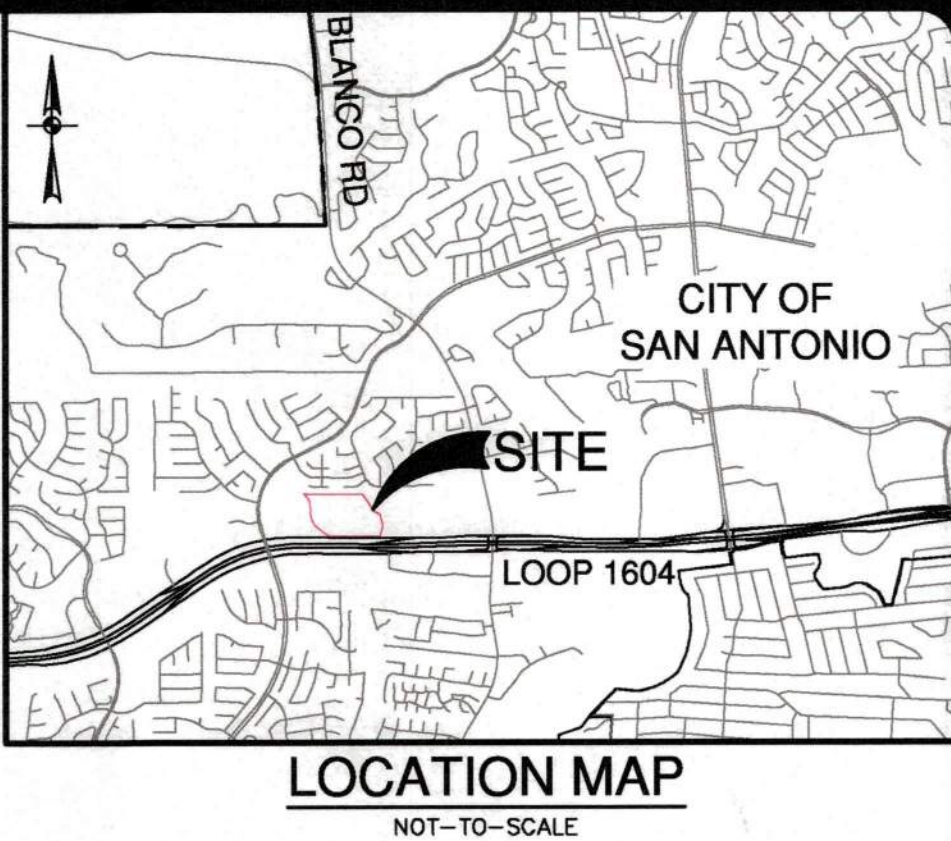 BLANCO RD
CITY OF
SAN ANTONIO
SITE
LOOP 1604
LOCATION MAP
NOT-TO-SCALE